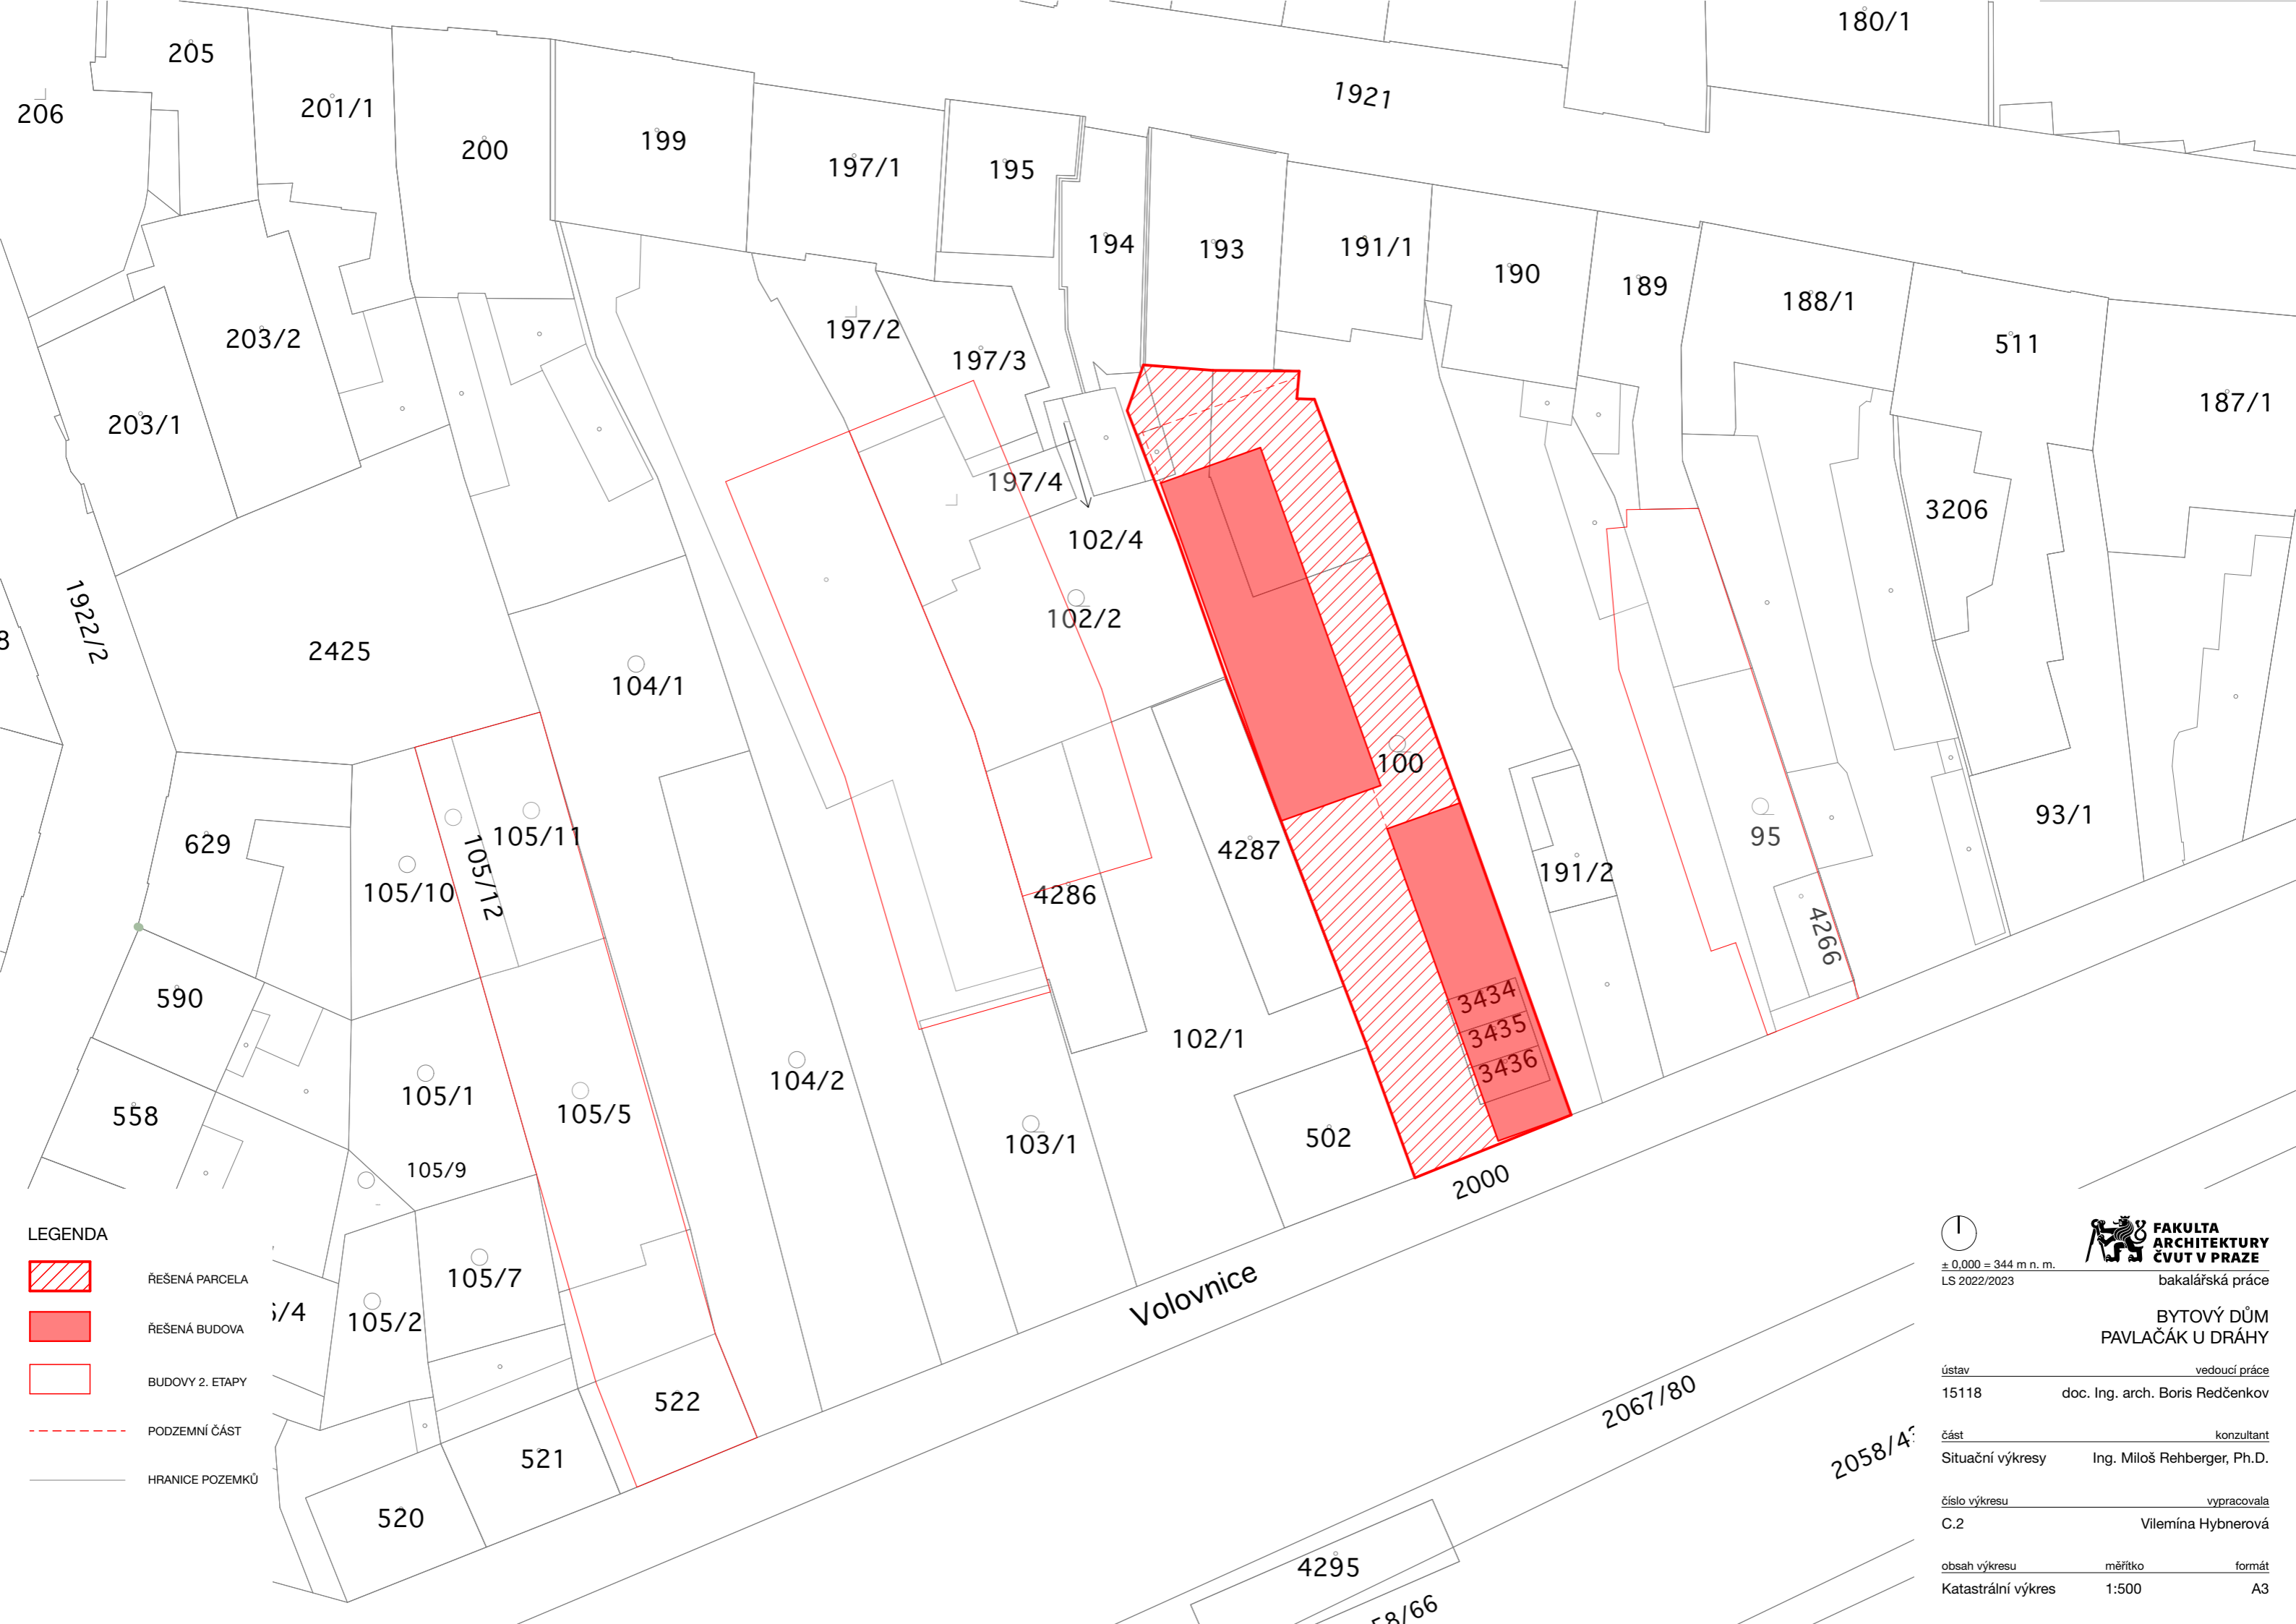 180/1
205
1921
206
201/1
200
199
197/1
195
194
193
191/1
190
189
188/1
511
187/1
197/2
203/2
197/3
203/1
197/4
102/4
3206
1922/2
102/2
8
2425
104/1
100
93/1
95
629
105/11
105/12
105/10
4287
191/2
4286
4266
590
3434
3435
3436
102/1
104/2
105/1
105/5
558
103/1
502
105/9
2000
105/7
105/2
/4
Volovnice
522
2067/80
2058/4
521
520
4295
58/66
LEGENDA
ŘEŠENÁ PARCELA
ŘEŠENÁ BUDOVA
BUDOVY 2. ETAPY
PODZEMNÍ ČÁST
HRANICE POZEMKŮ
FAKULTA
ARCHITEKTURY
ČVUT V PRAZE
± 0,000 = 344 m n. m.
LS 2022/2023 bakalářská práce
BYTOVÝ DŮM
PAVLAČÁK U DRÁHY
ústav vedoucí práce
15118 doc. Ing. arch. Boris Redčenkov
část konzultant
Situační výkresy Ing. Miloš Rehberger, Ph.D.
číslo výkresu vypracovala
C.2 Vilemína Hybnerová
obsah výkresu měřítko formát
Katastrální výkres 1:500 A3